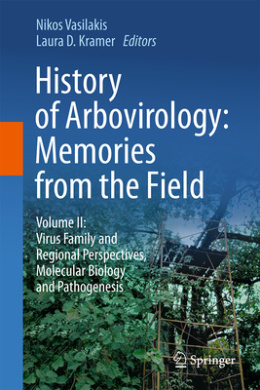 Nikos Vasilakis
Laura D. Kramer Editors
History
of Arbovirology:
Memories
from the Field
Volume II:
Virus Family and
Regional Perspectives,
Molecular Biology
and Pathogenesis
Springer